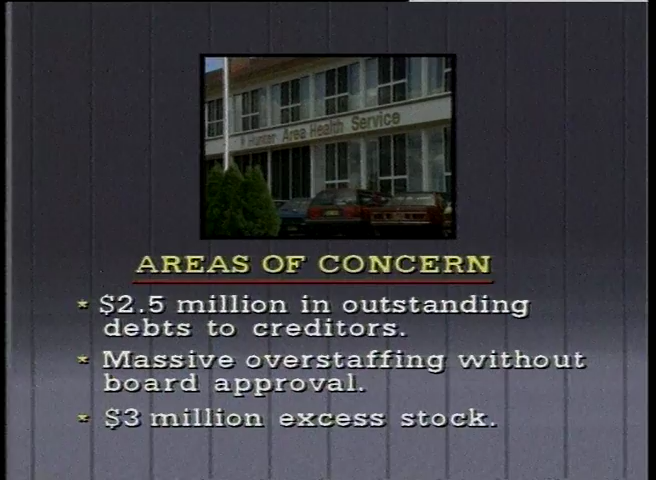 Hunter Area Health Service
AREAS OF CONCERN
* $2.5 million in outstanding
debts to creditors.
* Massive overstaffing without
board approval.
* $3 million excess stock.